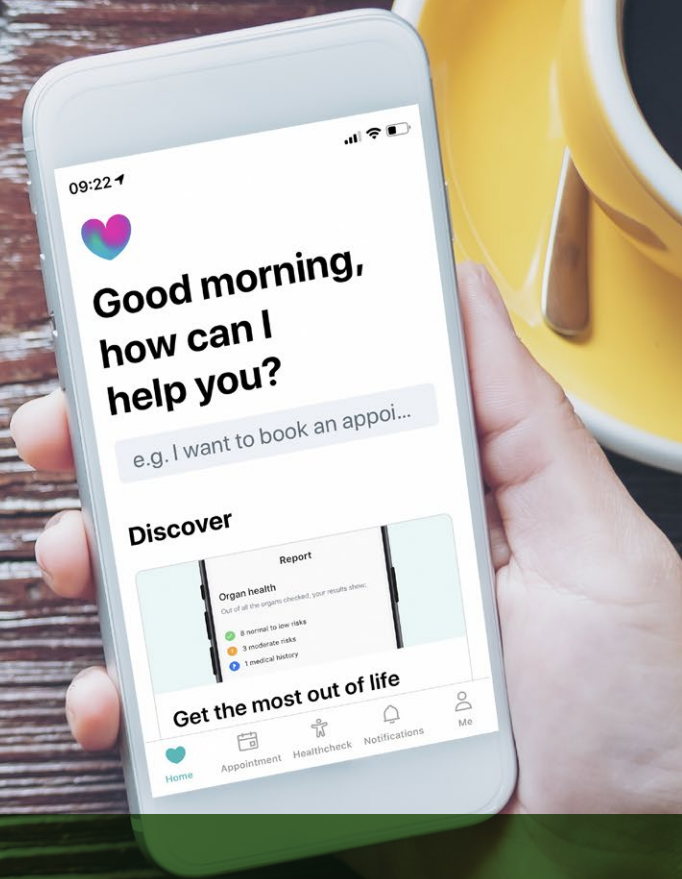 09:22
Good morning,
how can I
help you?
e.g. I want to book an appoi...
Discover
Report
Organ health
Out of all the organs checked, your results show:
8 normal to low risks
3 moderate risks
1 medical history
Get the most out of life
Home
Appointment
Healthcheck
Notifications
Me